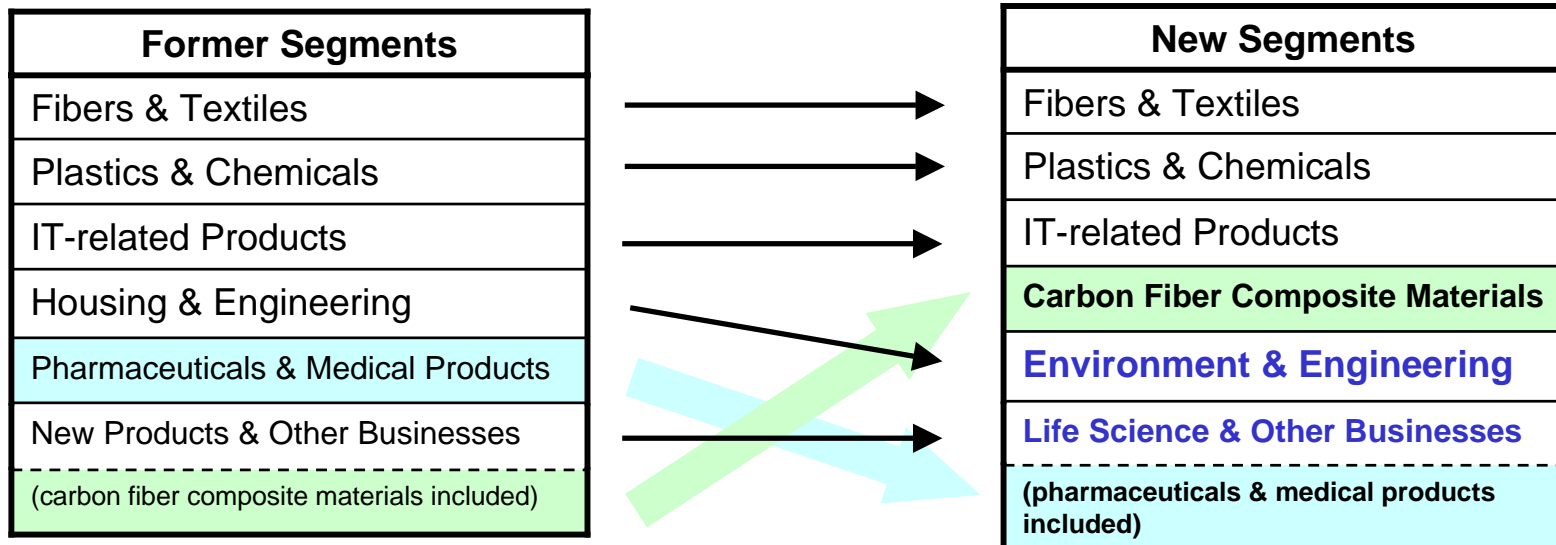 Former Segments
Fibers & Textiles
Plastics & Chemicals
IT-related Products
Housing & Engineering
Pharmaceuticals & Medical Products
New Products & Other Businesses
(carbon fiber composite materials included)
New Segments
Fibers & Textiles
Plastics & Chemicals
IT-related Products
Carbon Fiber Composite Materials
Environment & Engineering
Life Science & Other Businesses
(pharmaceuticals & medical products
included)